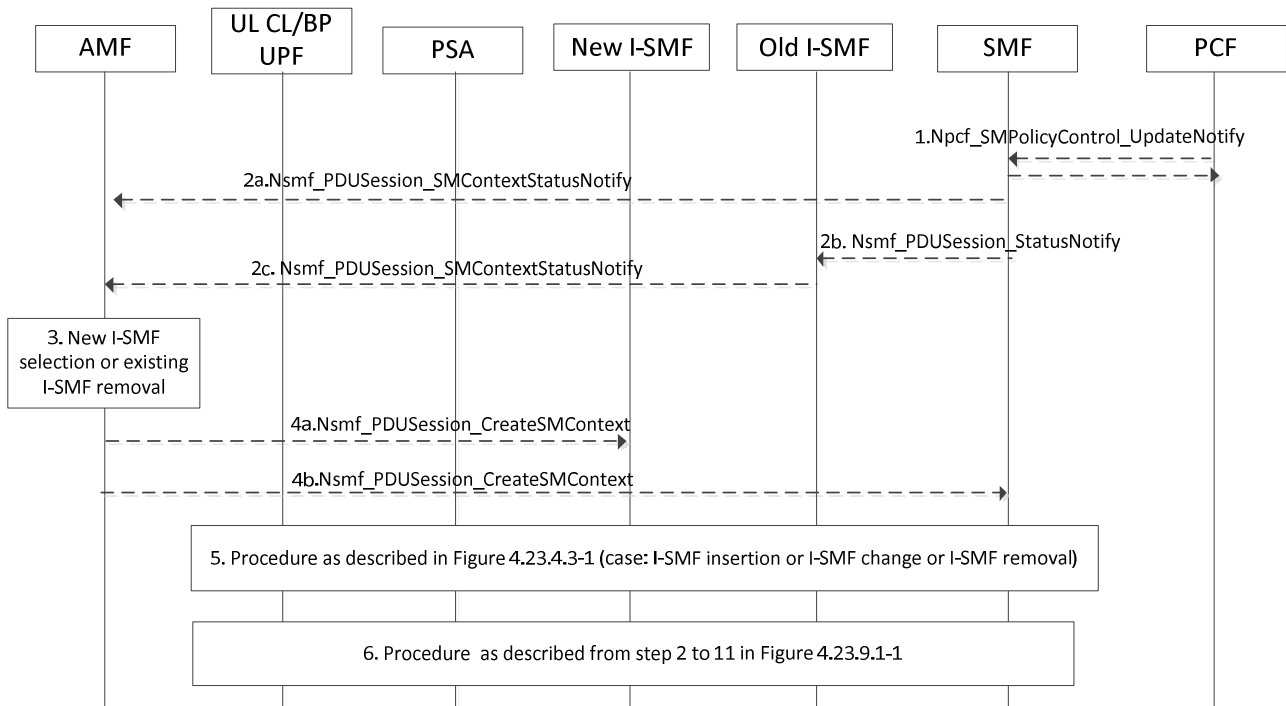 AMF
UL CL/BP
UPF
PSA
New I-SMF
Old I-SMF
SMF
PCF
1.Npcf_SMPolicyControl_UpdateNotify
2a.Nsmf_PDUSession_SMContextStatusNotify
2b. Nsmf_PDUSession_StatusNotify
2c. Nsmf_PDUSession_SMContextStatusNotify
3. New I-SMF
selection or existing
I-SMF removal
4a.Nsmf_PDUSession_CreateSMContext
4b.Nsmf_PDUSession_CreateSMContext
5. Procedure as described in Figure 4.23.4.3-1 (case: I-SMF insertion or I-SMF change or I-SMF removal)
6. Procedure as described from step 2 to 11 in Figure 4.23.9.1-1